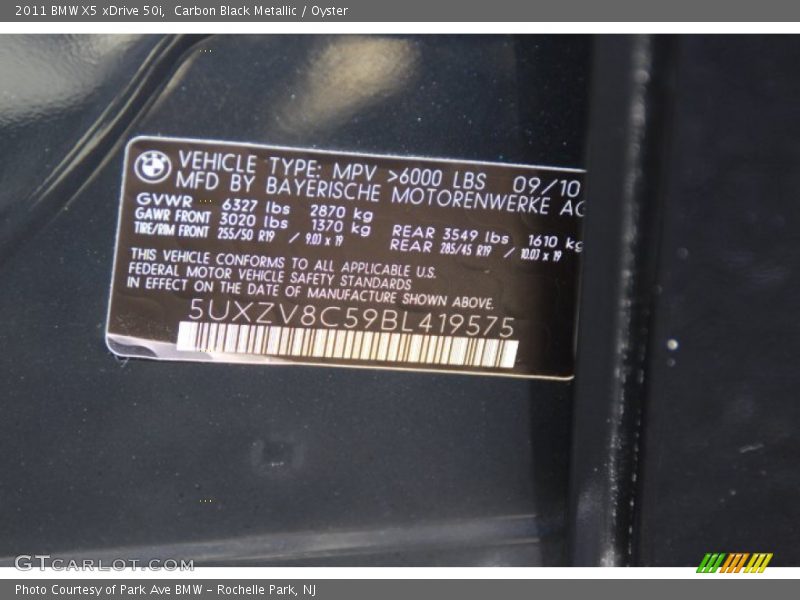 2011 BMW X5 xDrive 50i,  Carbon Black Metallic / Oyster
VEHICLE TYPE: MPV >6000 LBS 09/10
MFD BY BAYERISCHE MOTORENWERKE AG
GVWR 6327 lbs 2870 kg
GAWR FRONT 3020 lbs 1370 kg REAR 3549 lbs 1610 kg
TIRE/RIM FRONT 255/50 R19 / 9.0J x 19 REAR 285/45 R19 / 10.0J x 19
THIS VEHICLE CONFORMS TO ALL APPLICABLE U.S.
FEDERAL MOTOR VEHICLE SAFETY STANDARDS
IN EFFECT ON THE DATE OF MANUFACTURE SHOWN ABOVE.
5UXZV8C59BL419575
GTCARLOT.COM
Photo Courtesy of Park Ave BMW - Rochelle Park, NJ